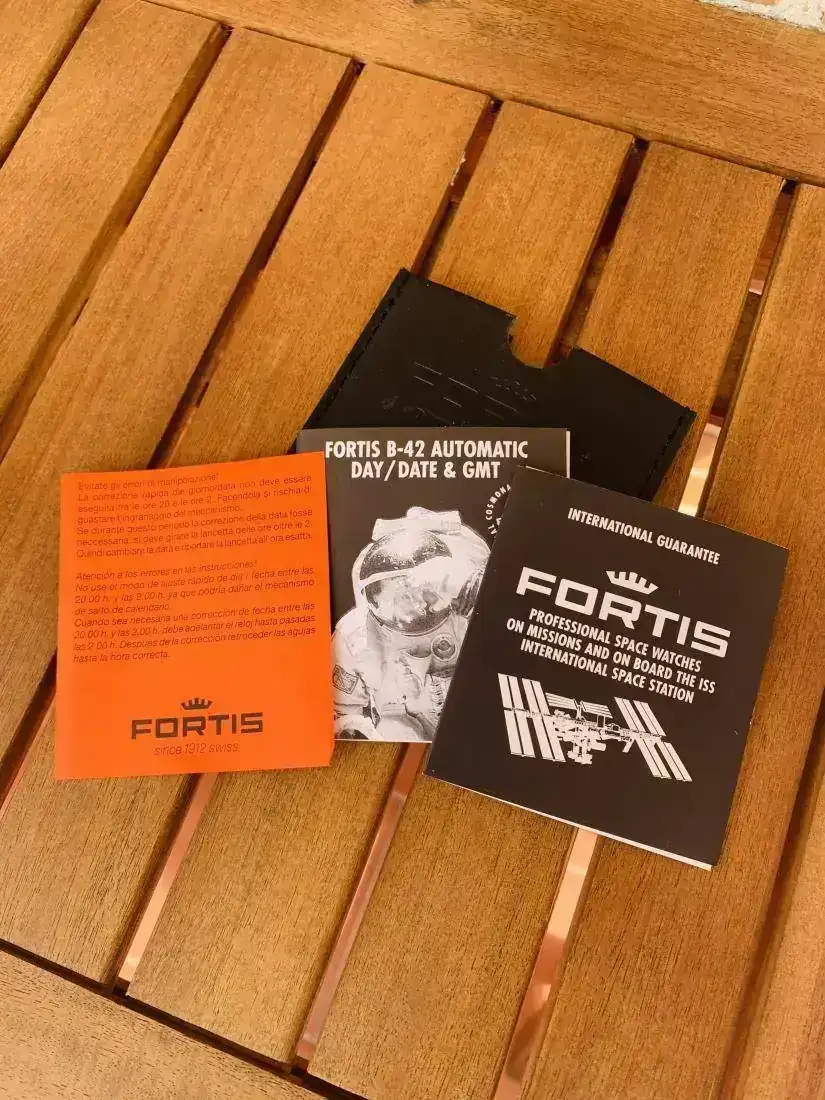 Evitate gli errori di manipolazione!
La correzione rapida die giorno/data non deve essere
eseguita fra le ore 20 e le ore 2. Facendola si rischia di
guastare l'ingranaggio del meccanismo.
Se durante questo periodo la correzione della data fosse
neccessaria, si deve girare la lancetta delle ore oltre le 2.
Quindi cambiare la data e riportare la lancetta all'ora esatta.
Atención a los errores en las instrucciones!
No use el modo de ajuste rapido de dia / fecha entre las
20.00 h. y las 2.00 h. ya que podria dañar el mecanismo
de salto de calendario.
Cuando sea necesaria una corrección de fecha entre las
20.00 h. y las 2.00 h. debe adelantar el reloj hasta pasadas
las 2.00 h. Despues de la corrección retroceder las agujas
hasta la hora correcta.
FORTIS
since.1912 swiss.
FORTIS B-42 AUTOMATIC
DAY/DATE & GMT
INTERNATIONAL GUARANTEE
FORTIS
PROFESSIONAL SPACE WATCHES
ON MISSIONS AND ON BOARD THE ISS
INTERNATIONAL SPACE STATION